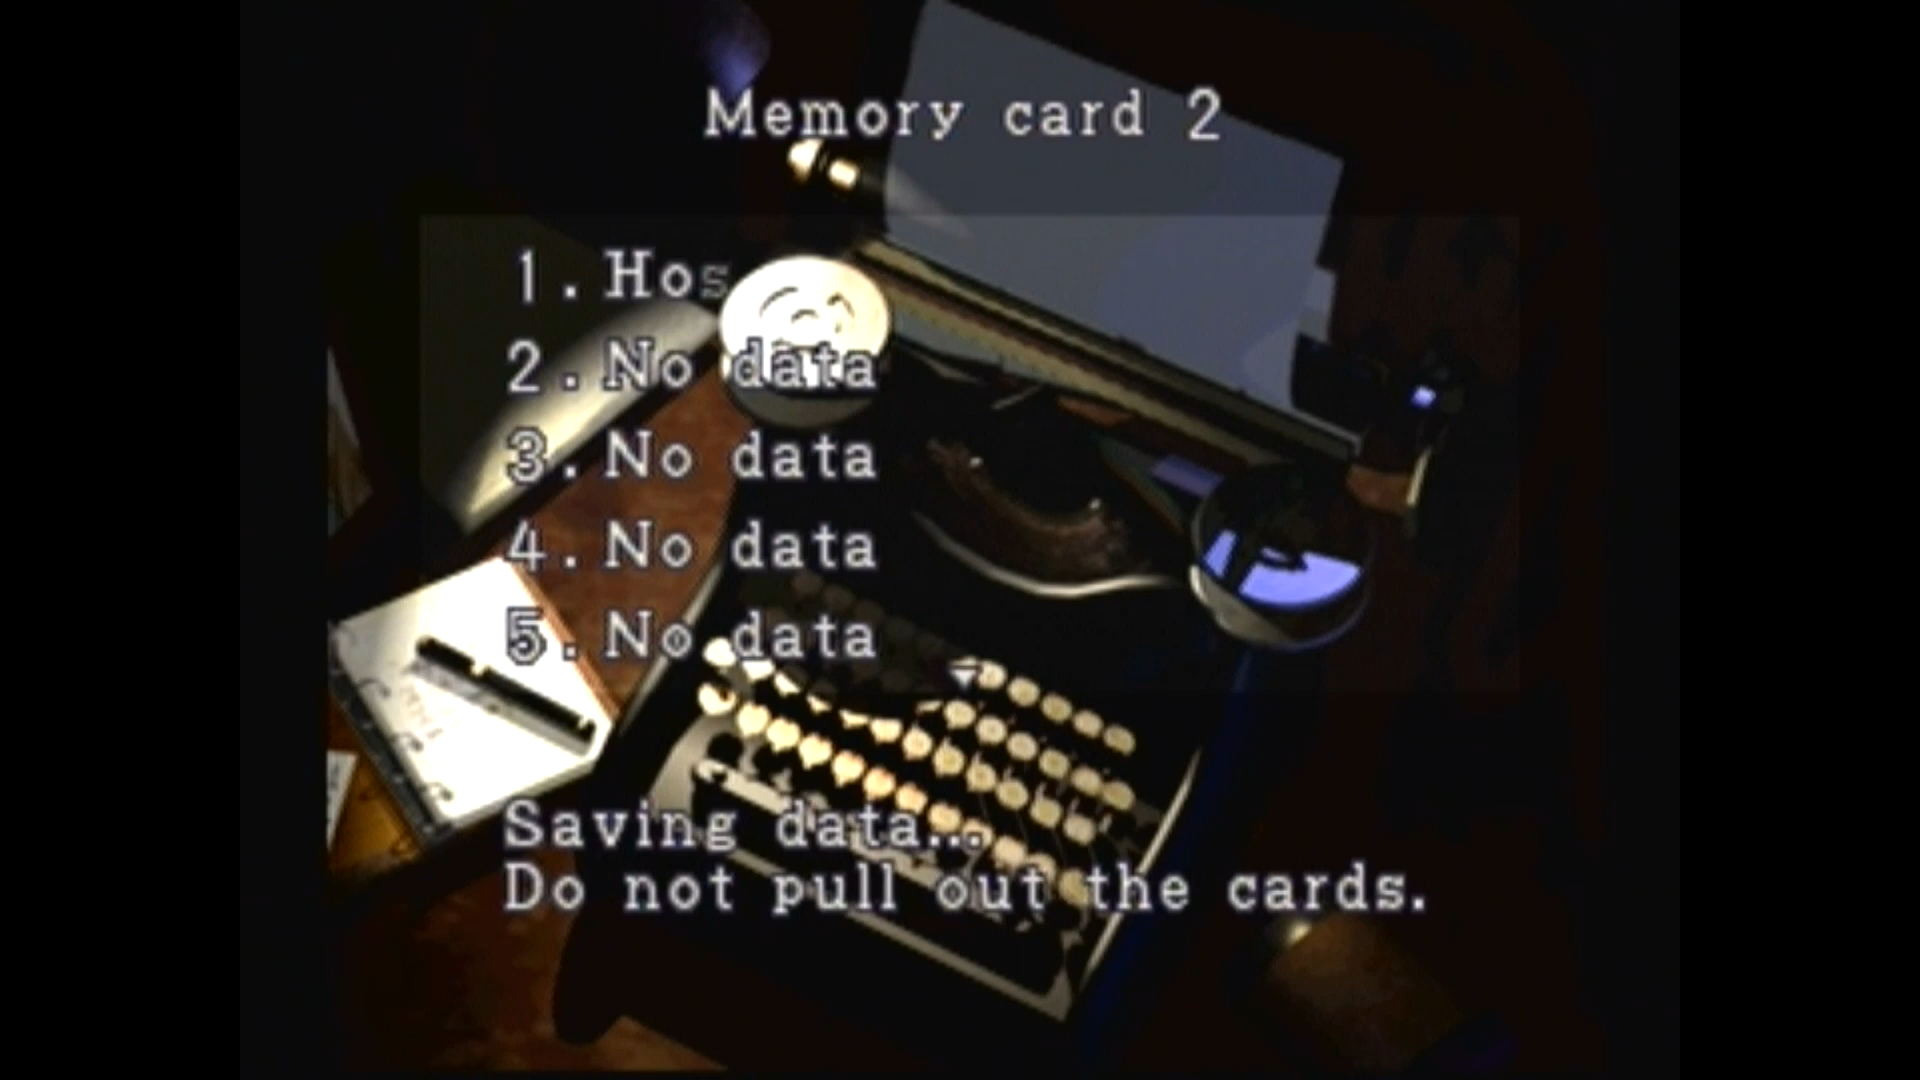 Memory card 2
1.Hos
2.No data
3.No data
4.No data
5.No data
Saving data...
Do not pull out the cards.